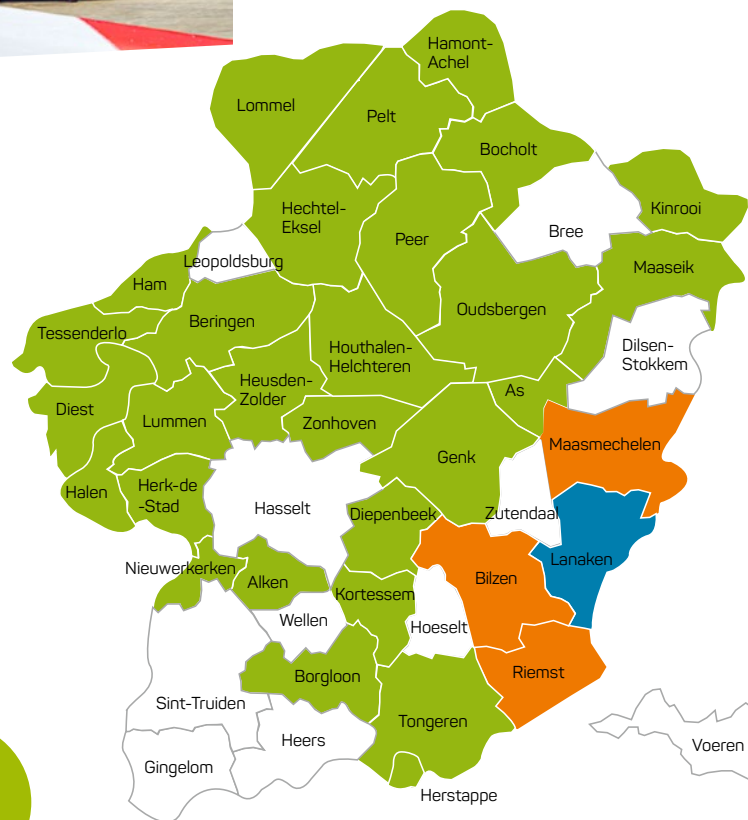 Hamont-
Achel
Lommel
Pelt
Bocholt
Hechtel-
Eksel
Kinrooi
Bree
Peer
Leopoldsburg
Maaseik
Ham
Oudsbergen
Beringen
Tessenderlo
Houthalen-
Helchteren
Dilsen-
Stokkem
Heusden-
Zolder
As
Diest
Lummen
Zonhoven
Maasmechelen
Genk
Halen
Herk-de
-Stad
Hasselt
Diepenbeek
Zutendaal
Lanaken
Nieuwerkerken
Alken
Bilzen
Kortessem
Wellen
Hoeselt
Borgloon
Riemst
Sint-Truiden
Tongeren
Heers
Voeren
Gingelom
Herstappe